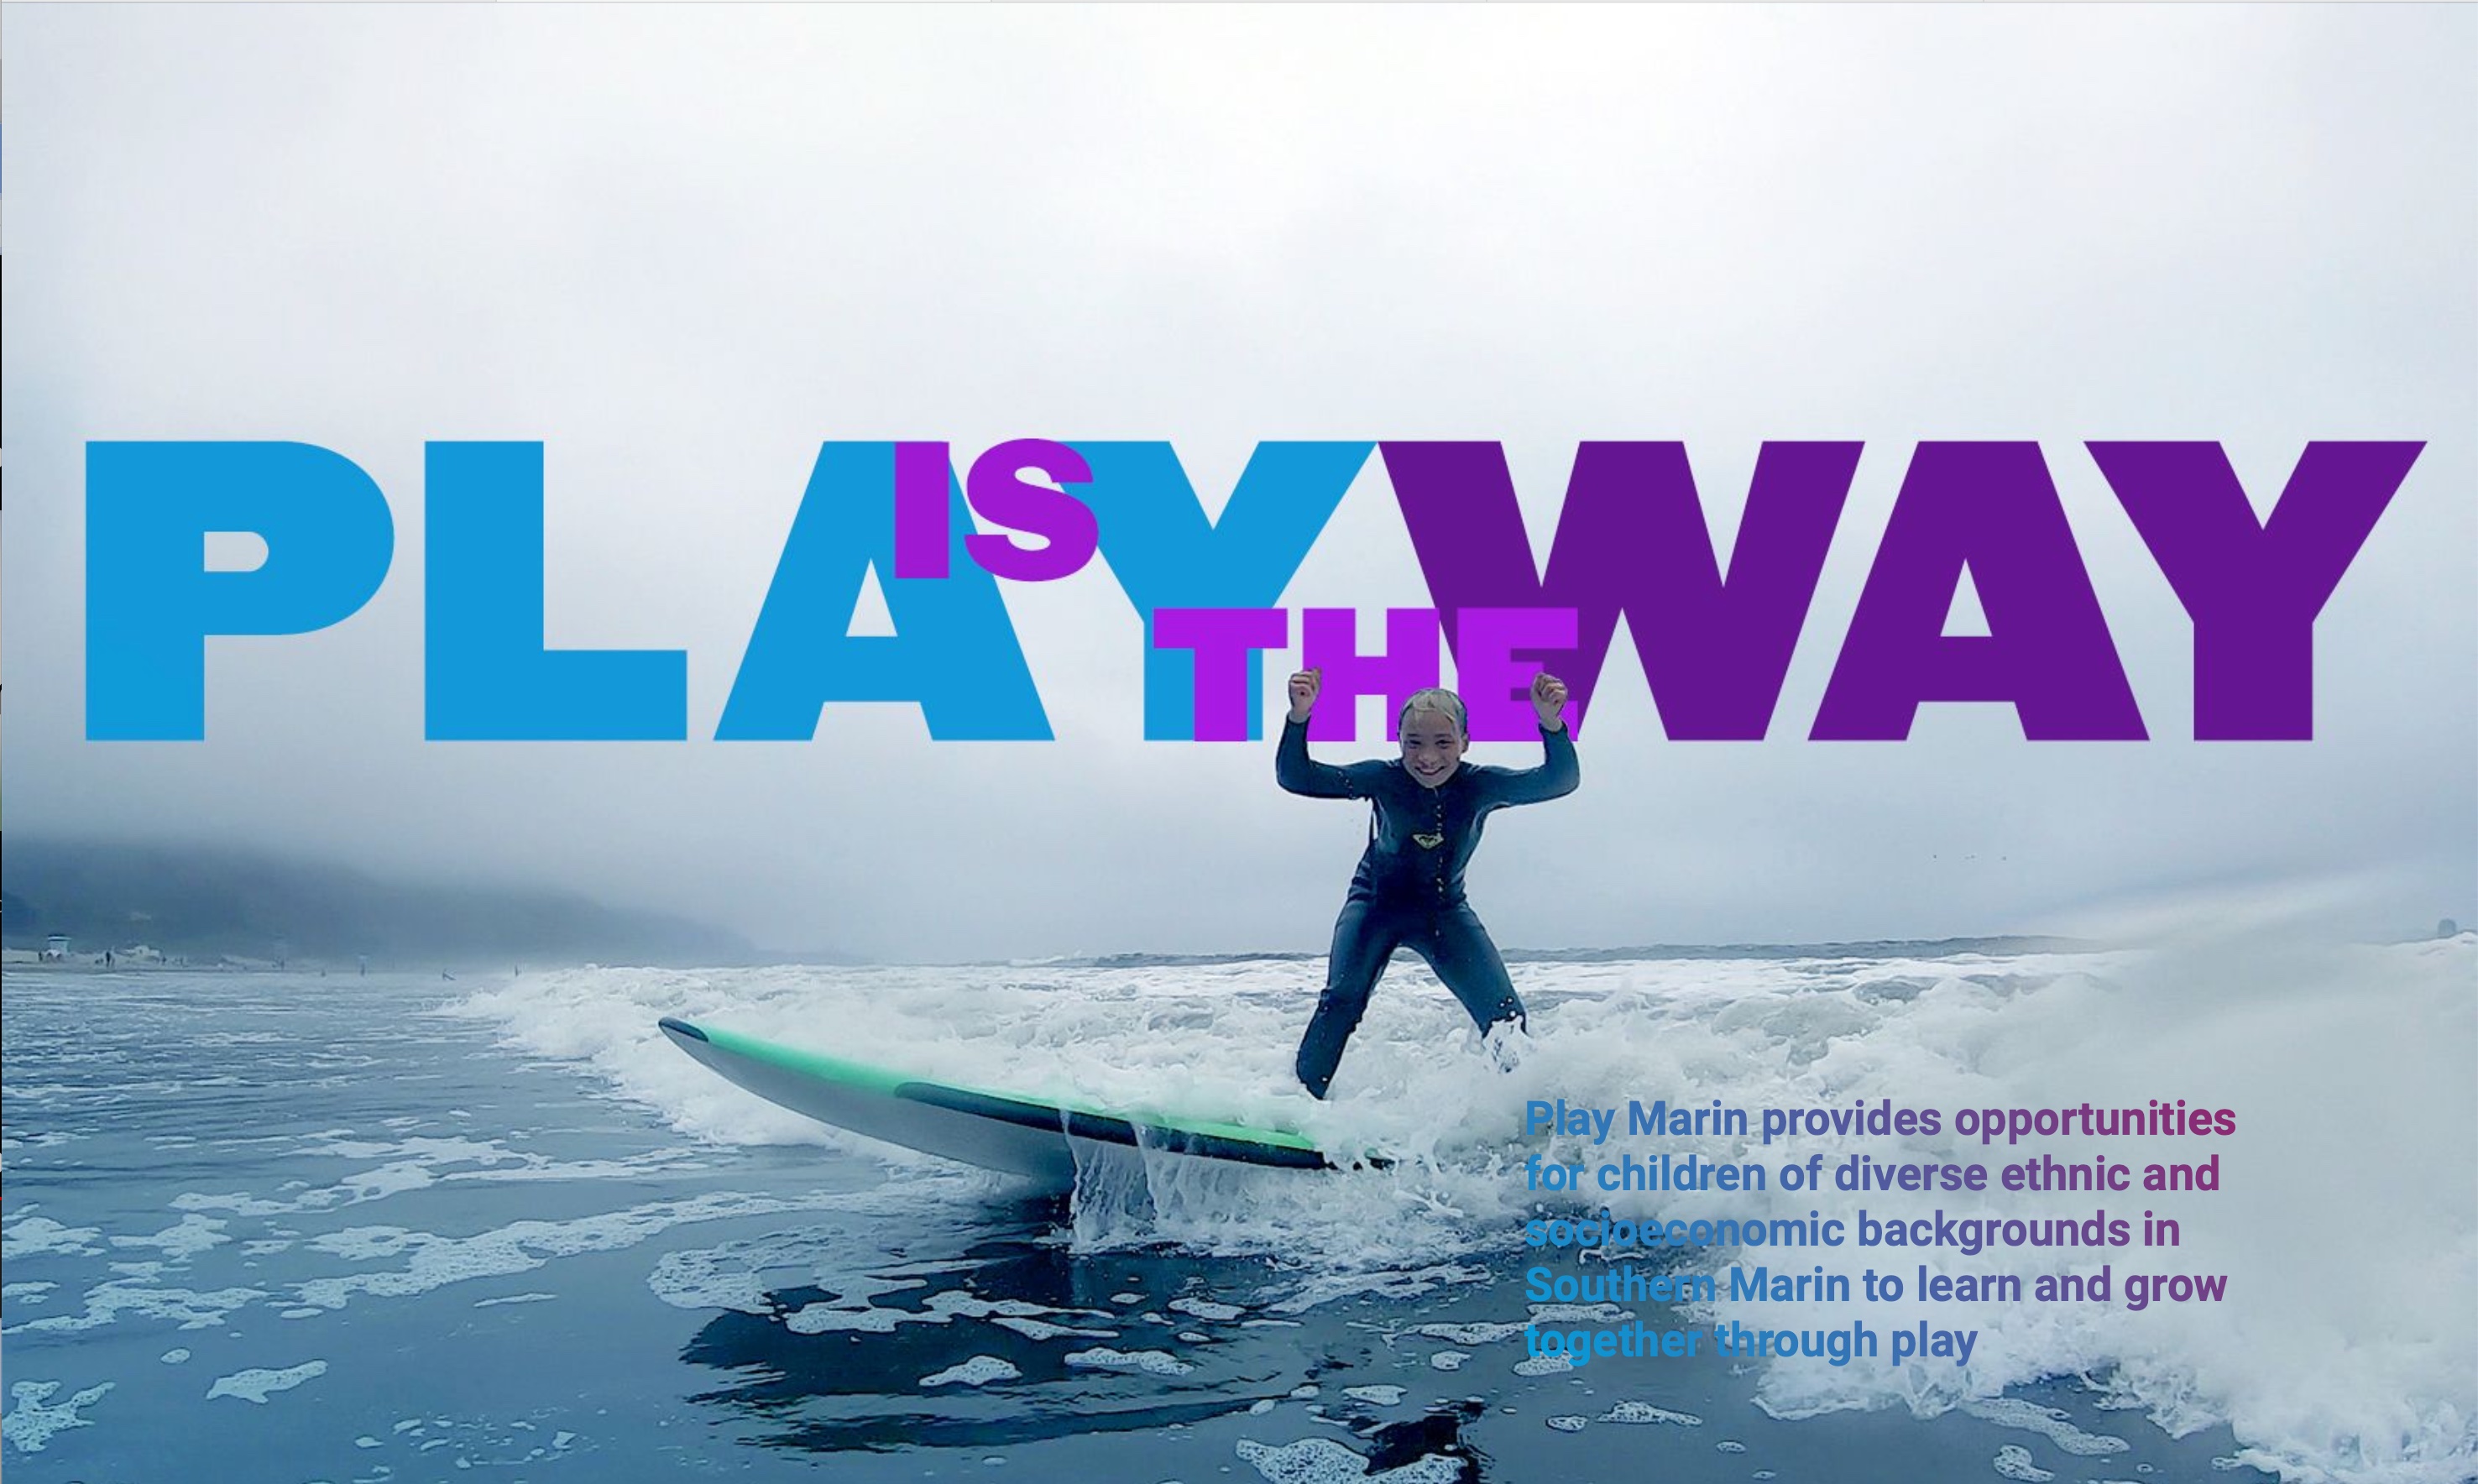 PLAY IS THE WAY
Play Marin provides opportunities
for children of diverse ethnic and
socioeconomic backgrounds in
Southern Marin to learn and grow
together through play